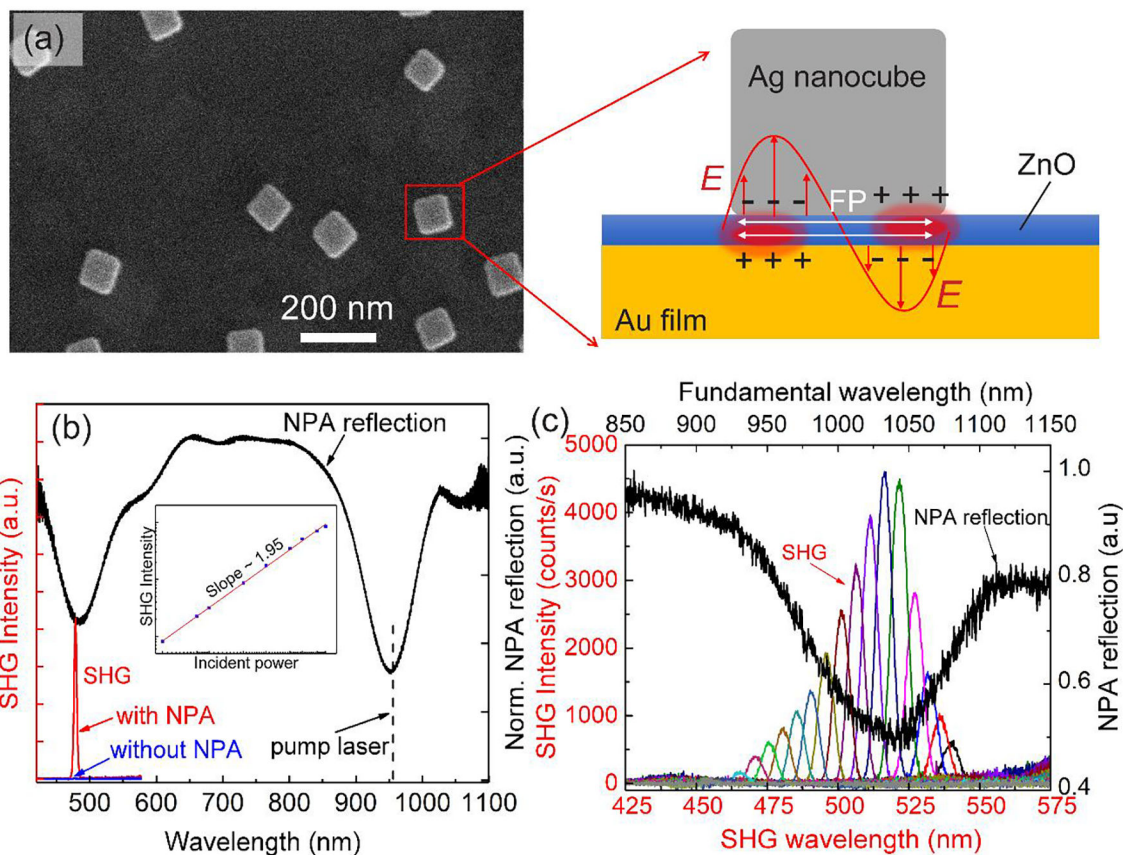 (a)
200 nm
Ag nanocube
E
+ + +
- - -
FP
ZnO
+ + +
- - -
E
Au film
(b)
NPA reflection
SHG Intensity (a.u.)
SHG Intensity
Slope ~ 1.95
Incident power
SHG
with NPA
without NPA
pump laser
Norm. NPA reflection (a.u.)
500 600 700 800 900 1000 1100
Wavelength (nm)
Fundamental wavelength (nm)
850 900 950 1000 1050 1100 1150
(c)
SHG Intensity (counts/s)
5000
4000
3000
2000
1000
0
SHG
NPA reflection
1.0
0.8
0.6
0.4
NPA reflection (a.u)
425 450 475 500 525 550 575
SHG wavelength (nm)